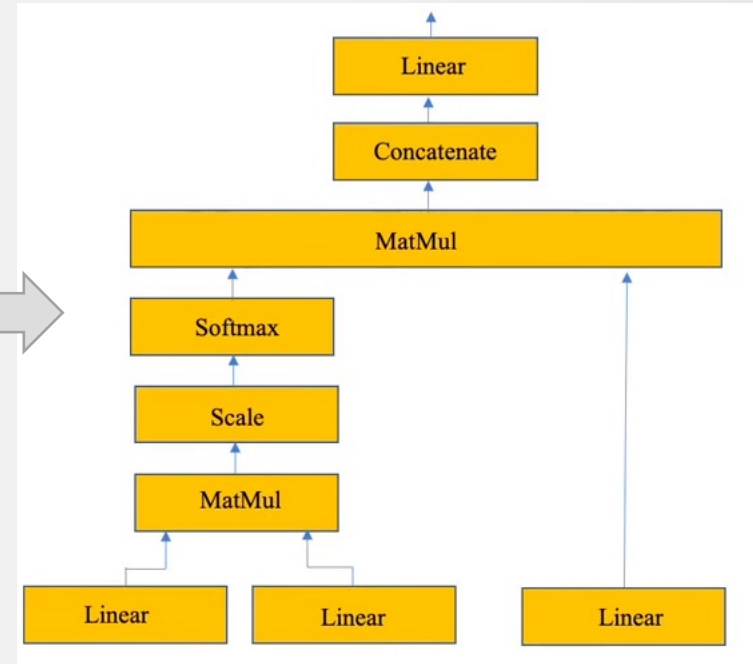 Linear
Concatenate
MatMul
Softmax
Scale
MatMul
Linear
Linear
Linear